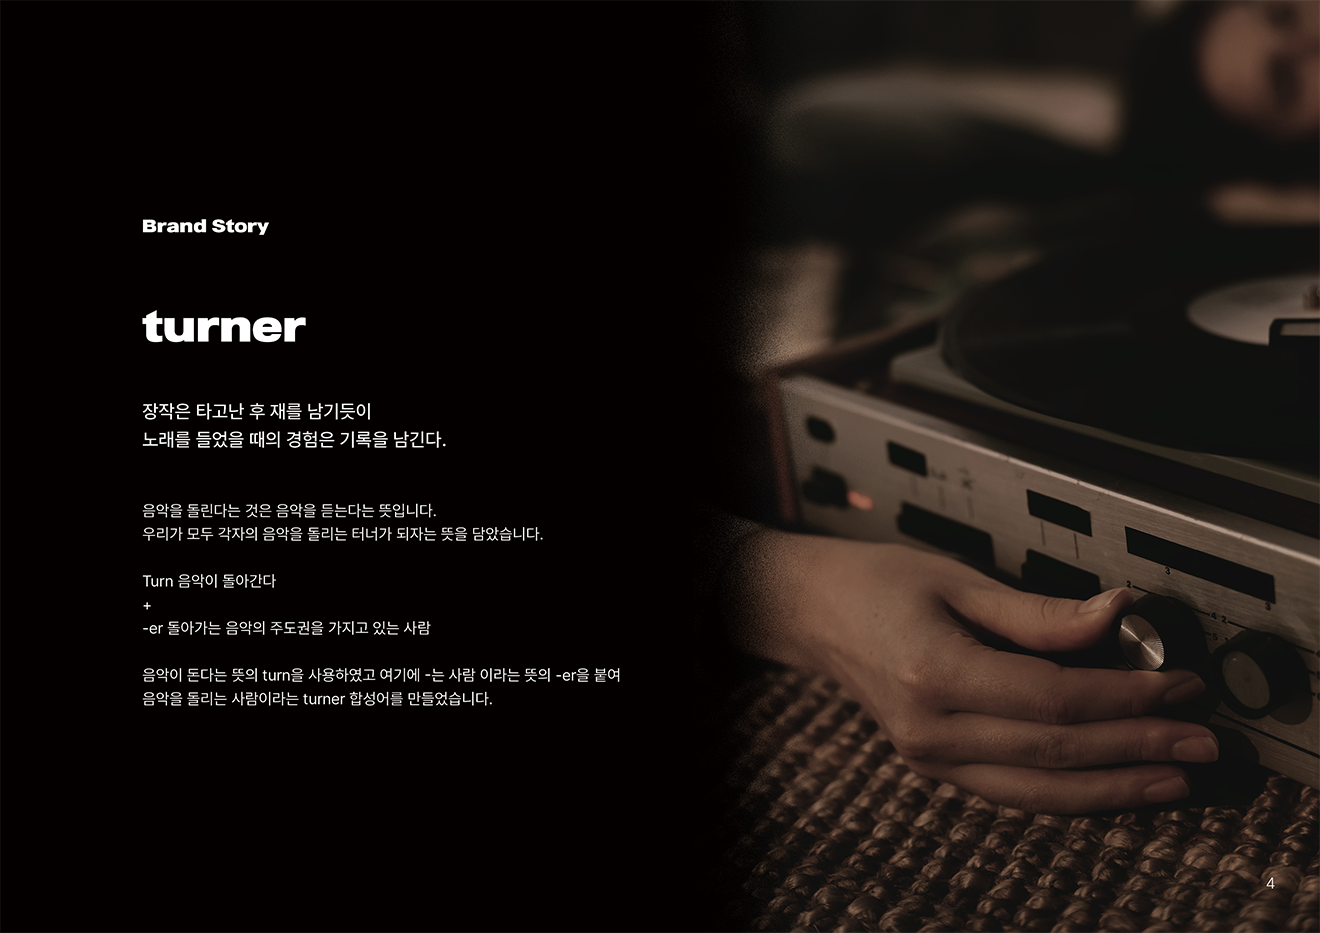 Brand Story
turner
장작은 타고난 후 재를 남기듯이
노래를 들었을 때의 경험은 기록을 남긴다.
음악을 돌린다는 것은 음악을 듣는다는 뜻입니다.
우리가 모두 각자의 음악을 돌리는 터너가 되자는 뜻을 담았습니다.
Turn 음악이 돌아간다
+
-er 돌아가는 음악의 주도권을 가지고 있는 사람
음악이 돈다는 뜻의 turn을 사용하였고 여기에 -는 사람 이라는 뜻의 -er을 붙여
음악을 돌리는 사람이라는 turner 합성어를 만들었습니다.
4